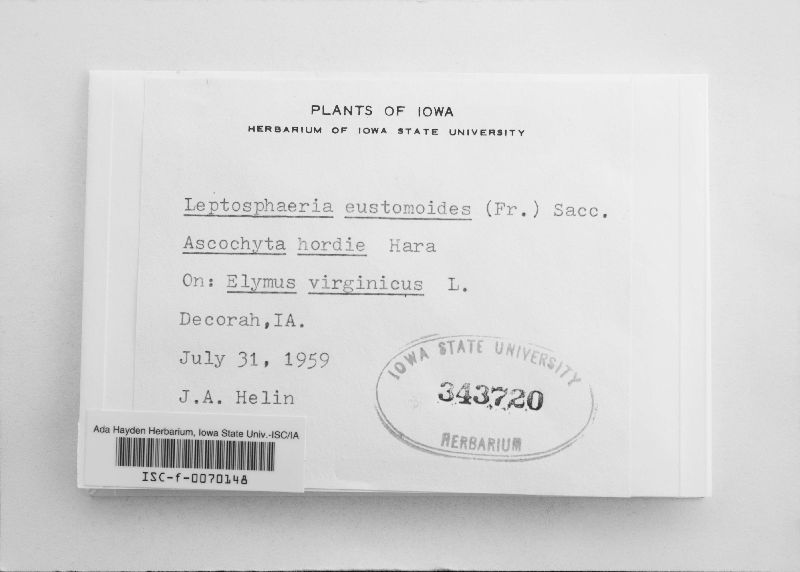 PLANTS OF IOWA
HERBARIUM OF IOWA STATE UNIVERSITY
Leptosphaeria eustomoides (Fr.) Sacc.
Ascochyta hordie Hara
On: Elymus virginicus L.
Decorah,IA.
July 31, 1959
J.A. Helin
IOWA STATE UNIVERSITY
343720
HERBARIUM
Ada Hayden Herbarium, Iowa State Univ.-ISC/IA
ISC-f-0070148